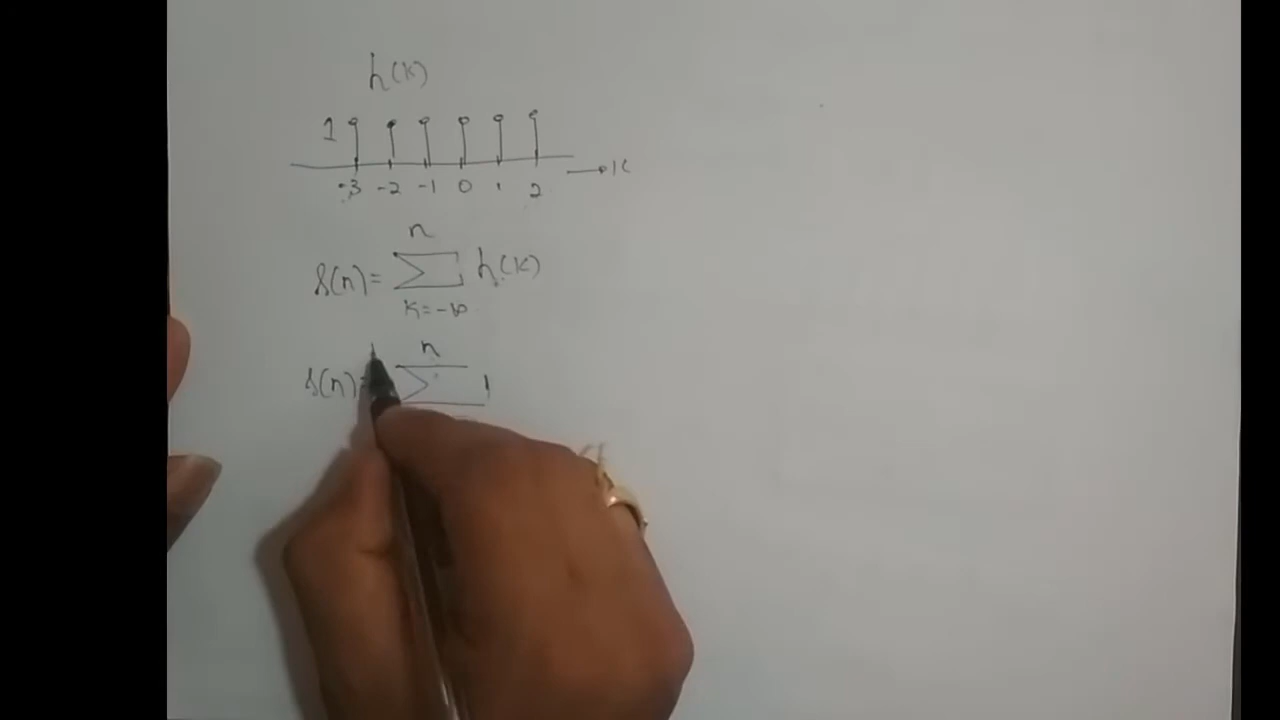 h(k)
1
-3 -2 -1 0 1 2 →k
n
s(n)= ∑ h(k)
k=-∞
n
s(n)= ∑ 1